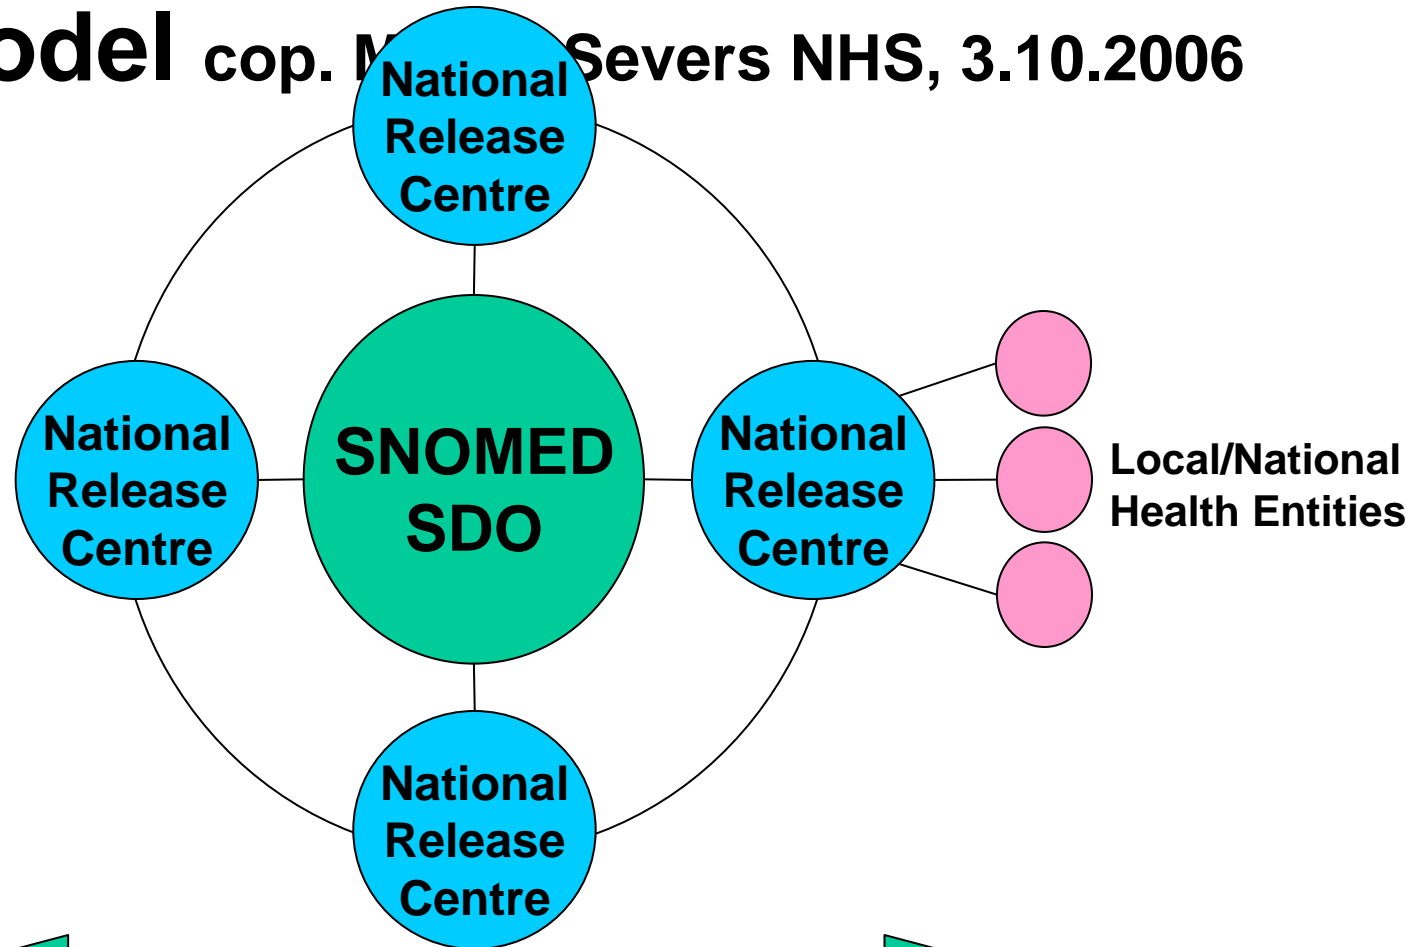 odel cop. Severs NHS, 3.10.2006
National
Release
Centre
National
Release
Centre
SNOMED
SDO
National
Release
Centre
Local/National
Health Entities
National
Release
Centre